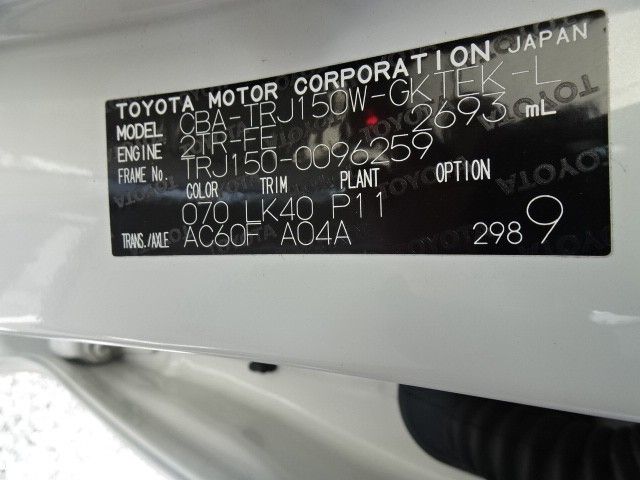 TOYOTA MOTOR CORPORATION JAPAN
MODEL CBA-TRJ150W-GKTEK-L
ENGINE 2TR-FE 2693 mL
FRAME No. TRJ150-0096259
COLOR TRIM PLANT OPTION
070 LK40 P11
TRANS./AXLE AC60F A04A 298 9